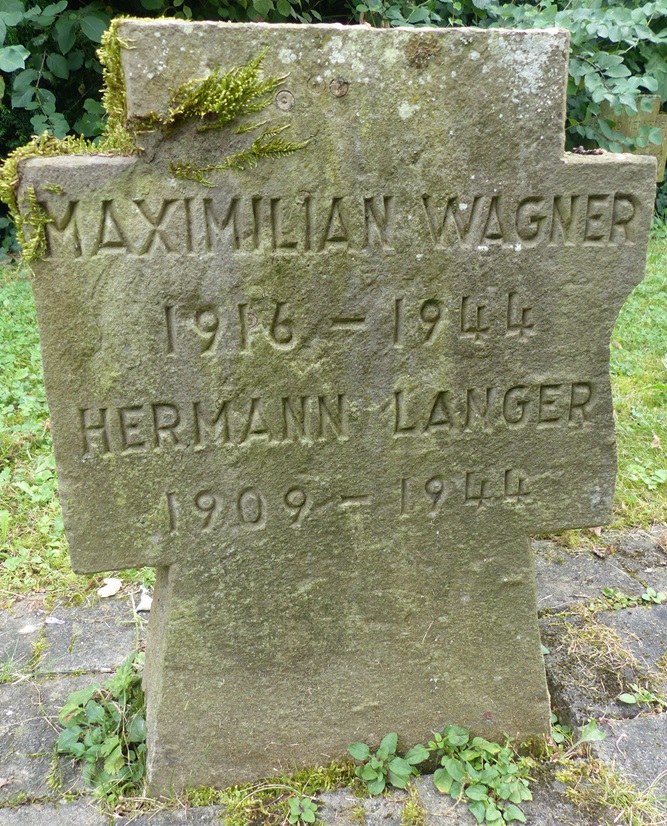 MAXIMILIAN WAGNER
1916 - 1944
HERMANN LANGER
1909 - 1944